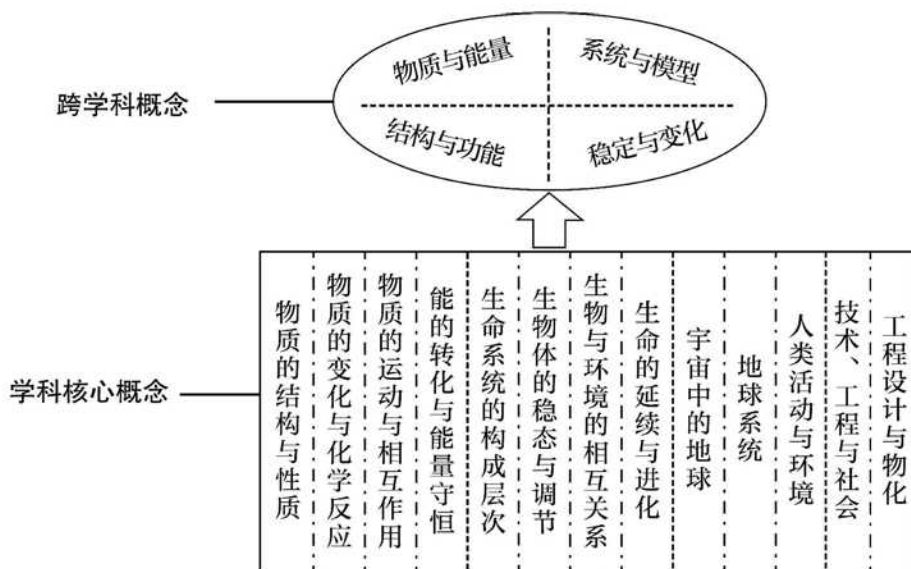 跨学科概念
物质与能量
系统与模型
结构与功能
稳定与变化
学科核心概念
物质的结构与性质
物质的变化与化学反应
物质的运动与相互作用
能的转化与能量守恒
生命系统的构成层次
生物体的稳态与调节
生物与环境的相互关系
生命的延续与进化
宇宙中的地球
地球系统
人类活动与环境
技术、工程与社会
工程设计与物化